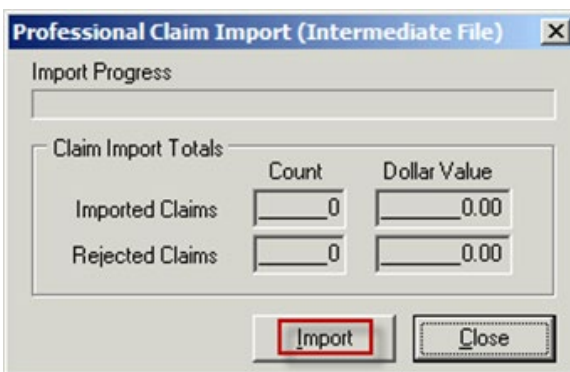 Professional Claim Import (Intermediate File)
Import Progress
Claim Import Totals
Count Dollar Value
Imported Claims 0 0.00
Rejected Claims 0 0.00
Import Close